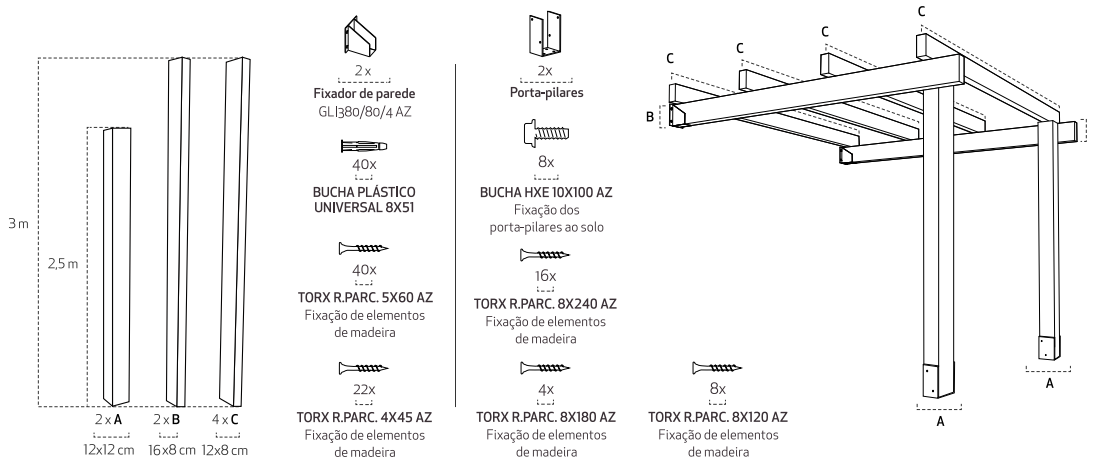 3 m
2,5 m
2 x A
12x12 cm
2 x B
16x8 cm
4 x C
12x8 cm
2 x
Fixador de parede
GLI380/80/4 AZ
40x
BUCHA PLÁSTICO
UNIVERSAL 8X51
40x
TORX R.PARC. 5X60 AZ
Fixação de elementos
de madeira
22x
TORX R.PARC. 4X45 AZ
Fixação de elementos
de madeira
2x
Porta-pilares
8x
BUCHA HXE 10X100 AZ
Fixação dos
porta-pilares ao solo
16x
TORX R.PARC. 8X240 AZ
Fixação de elementos
de madeira
4x
TORX R.PARC. 8X180 AZ
Fixação de elementos
de madeira
8x
TORX R.PARC. 8X120 AZ
Fixação de elementos
de madeira
C
C
C
C
B
A
A